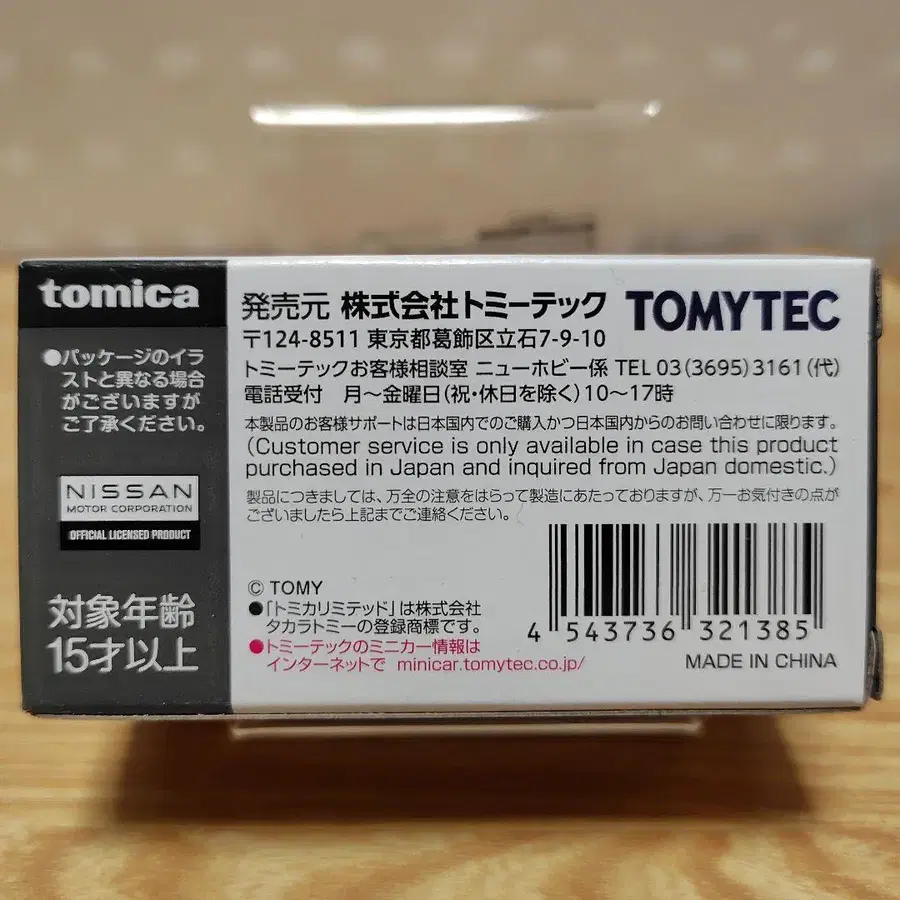 tomica
●パッケージのイラ
ストと異なる場合
がございますが
ご了承ください。
NISSAN
MOTOR CORPORATION
OFFICIAL LICENSED PRODUCT
対象年齢
15才以上
発売元 株式会社トミーテック TOMYTEC
〒124-8511 東京都葛飾区立石7-9-10
トミーテックお客様相談室 ニューホビー係 TEL 03(3695)3161(代)
電話受付 月〜金曜日(祝・休日を除く)10〜17時
本製品のお客様サポートは日本国内でのご購入かつ日本国内からのお問い合わせに限ります。
(Customer service is only available in case this product
purchased in Japan and inquired from Japan domestic.)
製品につきましては、万全の注意をはらって製造にあたっておりますが、万一お気付きの点が
ございましたら上記までご連絡ください。
© TOMY
●「トミカリミテッド」は株式会社
タカラトミーの登録商標です。
●トミーテックのミニカー情報は
インターネットで minicar.tomytec.co.jp/
4 543736 321385
MADE IN CHINA